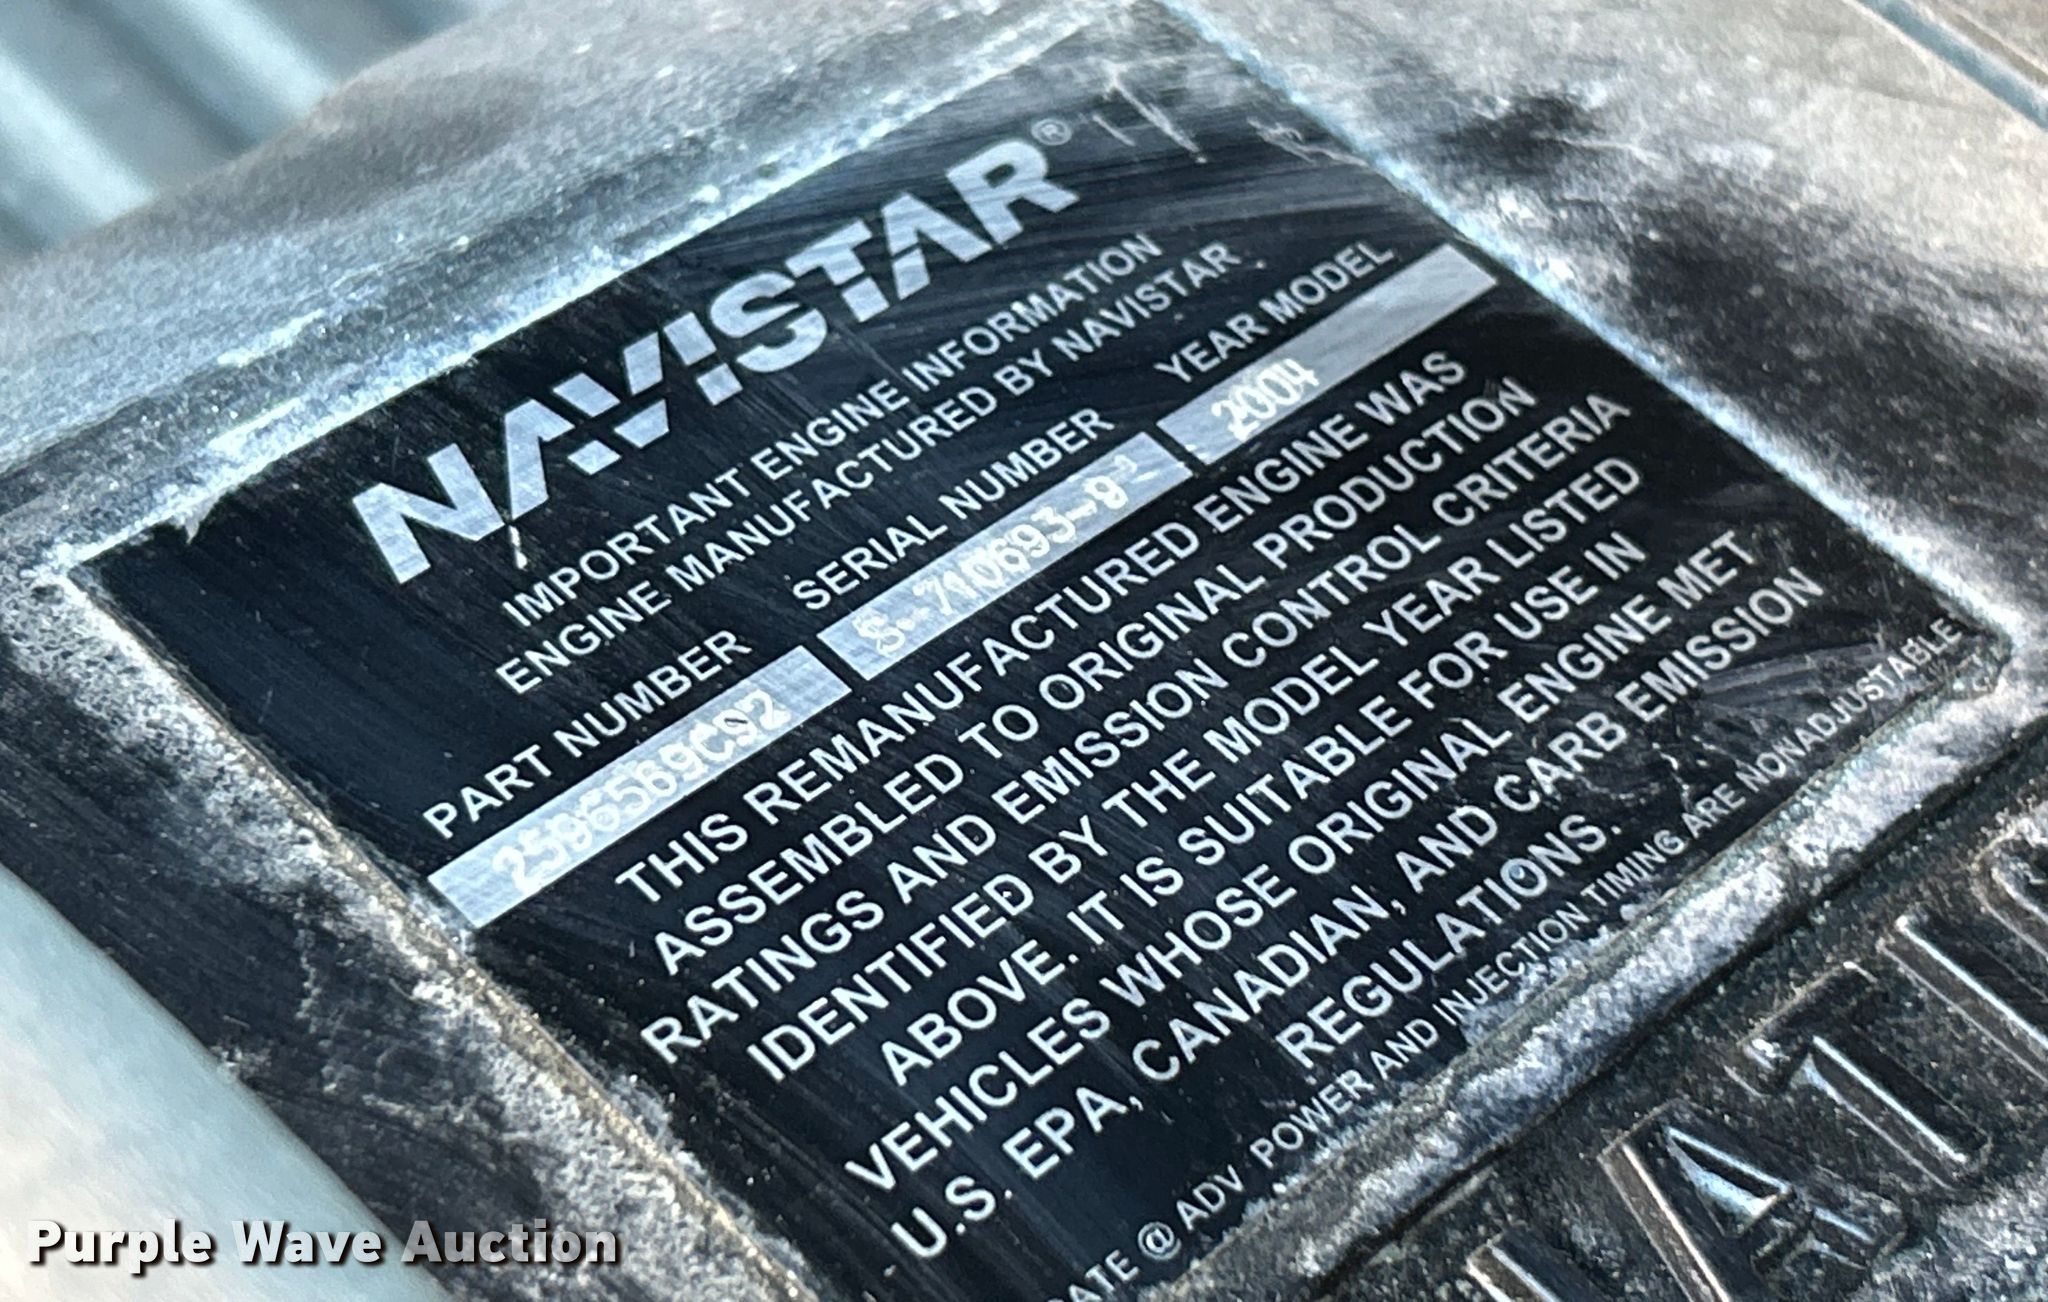 NAVISTAR®
IMPORTANT ENGINE INFORMATION
ENGINE MANUFACTURED BY NAVISTAR
PART NUMBER SERIAL NUMBER YEAR MODEL
2596569C92 2004
THIS REMANUFACTURED ENGINE WAS
ASSEMBLED TO ORIGINAL PRODUCTION
RATINGS AND EMISSION CONTROL CRITERIA
IDENTIFIED BY THE MODEL YEAR LISTED
ABOVE. IT IS SUITABLE FOR USE IN
VEHICLES WHOSE ORIGINAL ENGINE MET
U.S. EPA, CANADIAN, AND CARB EMISSION
REGULATIONS.
@ ADV POWER AND INJECTION TIMING ARE NONADJUSTABLE
Purple Wave Auction